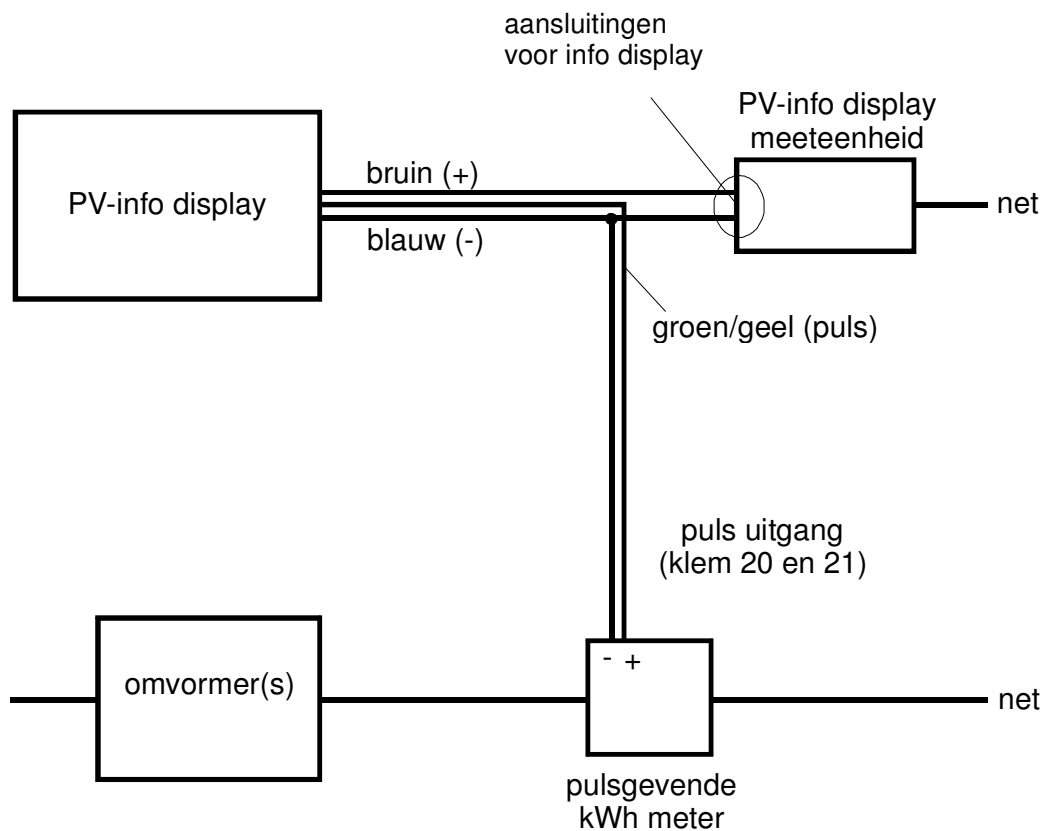 aansluitingen
voor info display
PV-info display
meeteenheid
bruin (+)
PV-info display
net
blauw (-)
groen/geel (puls)
puls uitgang
(klem 20 en 21)
- +
omvormer(s)
net
pulsgevende
kWh meter